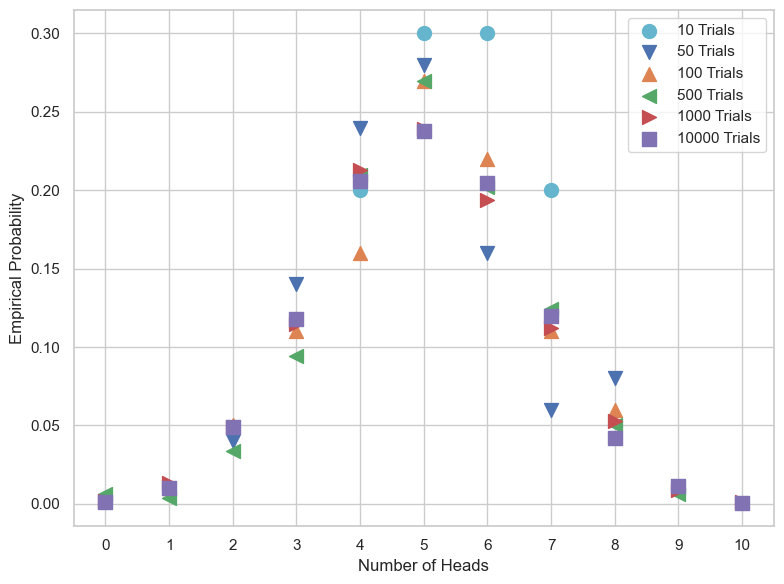 10 Trials
50 Trials
100 Trials
500 Trials
1000 Trials
10000 Trials
Empirical Probability
0.30
0.25
0.20
0.15
0.10
0.05
0.00
0 1 2 3 4 5 6 7 8 9 10
Number of Heads